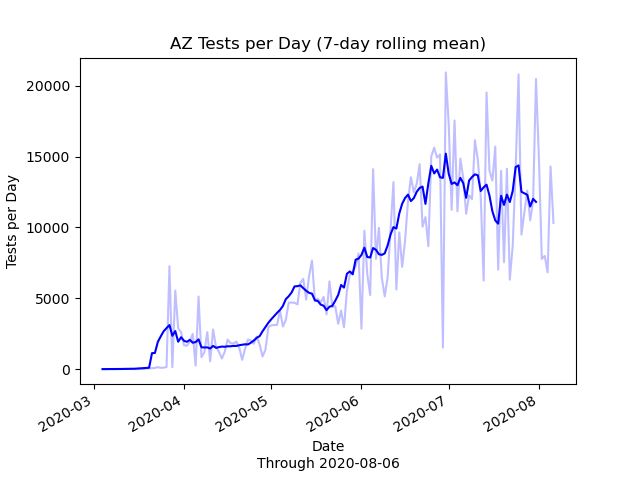 AZ Tests per Day (7-day rolling mean)
20000
15000
10000
5000
0
Tests per Day
2020-03
2020-04
2020-05
2020-06
2020-07
2020-08
Date
Through 2020-08-06